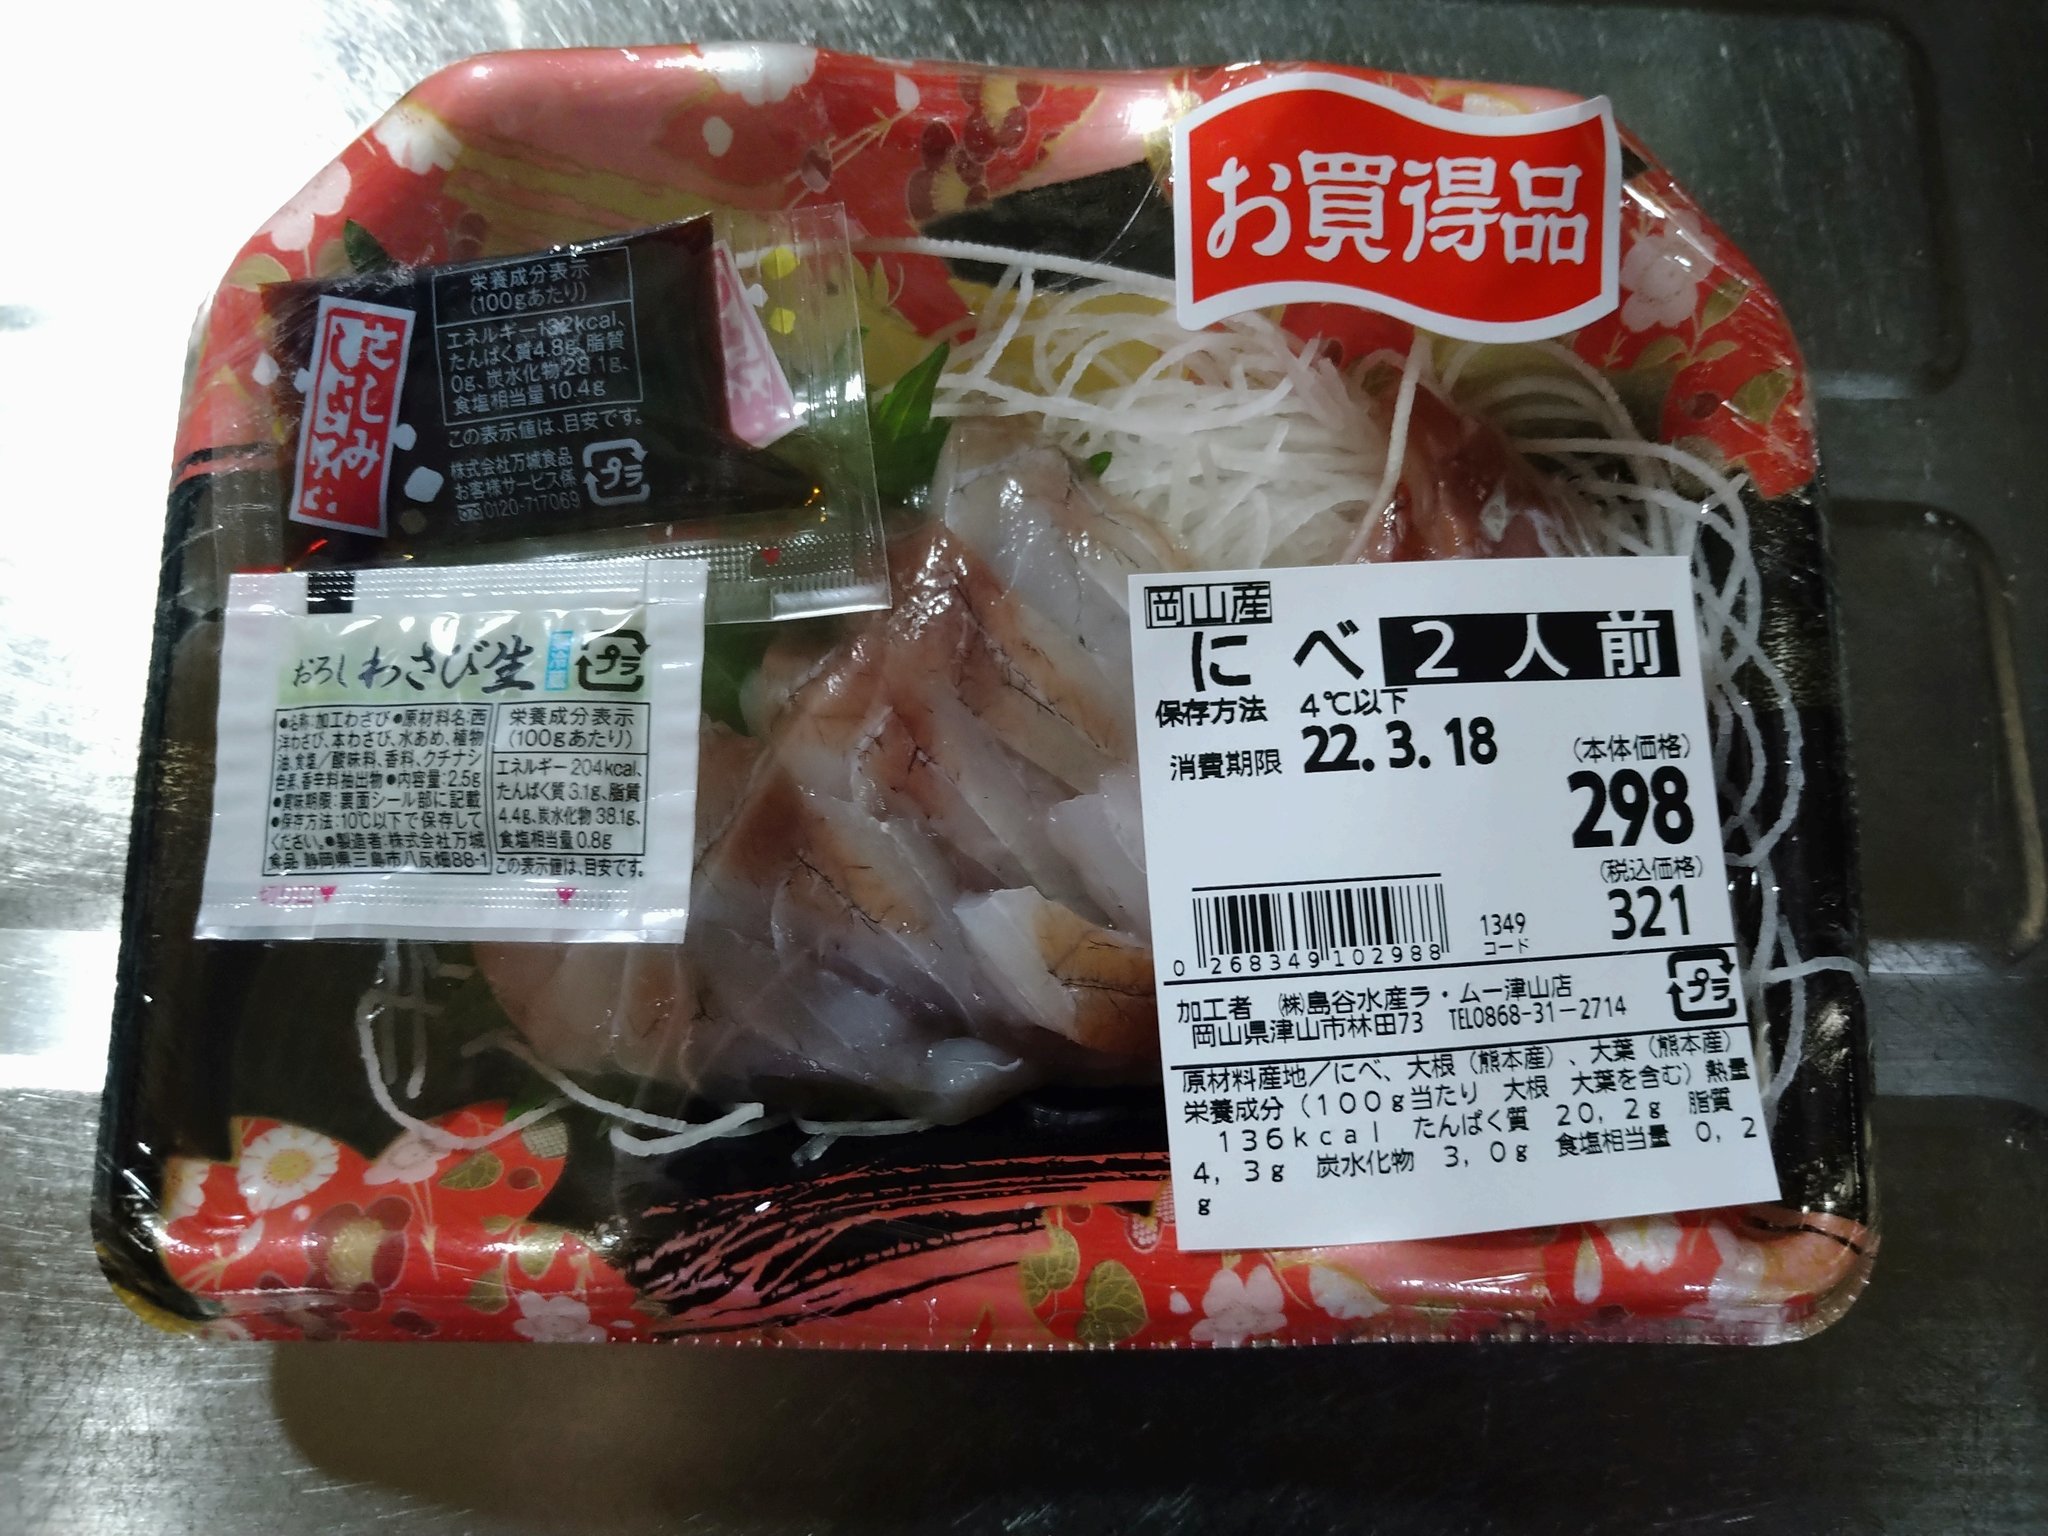 お買得品
さしみ
栄養成分表示
(100gあたり)
エネルギー132kcal、
たんぱく質4.8g、脂質
0g、炭水化物28.1g、
食塩相当量10.4g
この表示値は、目安です。
株式会社万城食品
お客様サービス係
0120-717069
プラ
おろしわさび生
プラ
●名称:加工わさび●原材料名:西
洋わさび、本わさび、水あめ、植物
油、食塩/酸味料、香料、クチナシ
色素、香辛料抽出物●内容量:2.5g
●賞味期限:裏面シール部に記載
●保存方法:10℃以下で保存して
ください。●製造者:株式会社万城
食品 静岡県三島市八反畑88-1
栄養成分表示
(100gあたり)
エネルギー204kcal、
たんぱく質3.1g、脂質
4.4g、炭水化物38.1g、
食塩相当量0.8g
この表示値は、目安です。
岡山産
にべ 2人前
保存方法 4℃以下
消費期限 22.3.18
(本体価格)
298
(税込価格)
321
1349
コード
0 268349 102988
プラ
加工者 ㈱島谷水産ラ・ムー津山店
岡山県津山市林田73 TEL0868-31-2714
原材料産地/にべ、大根(熊本産)、大葉(熊本産)
栄養成分(100g当たり 大根 大葉を含む)熱量
136kcal たんぱく質 20,2g 脂質
4,3g 炭水化物 3,0g 食塩相当量 0,2
g